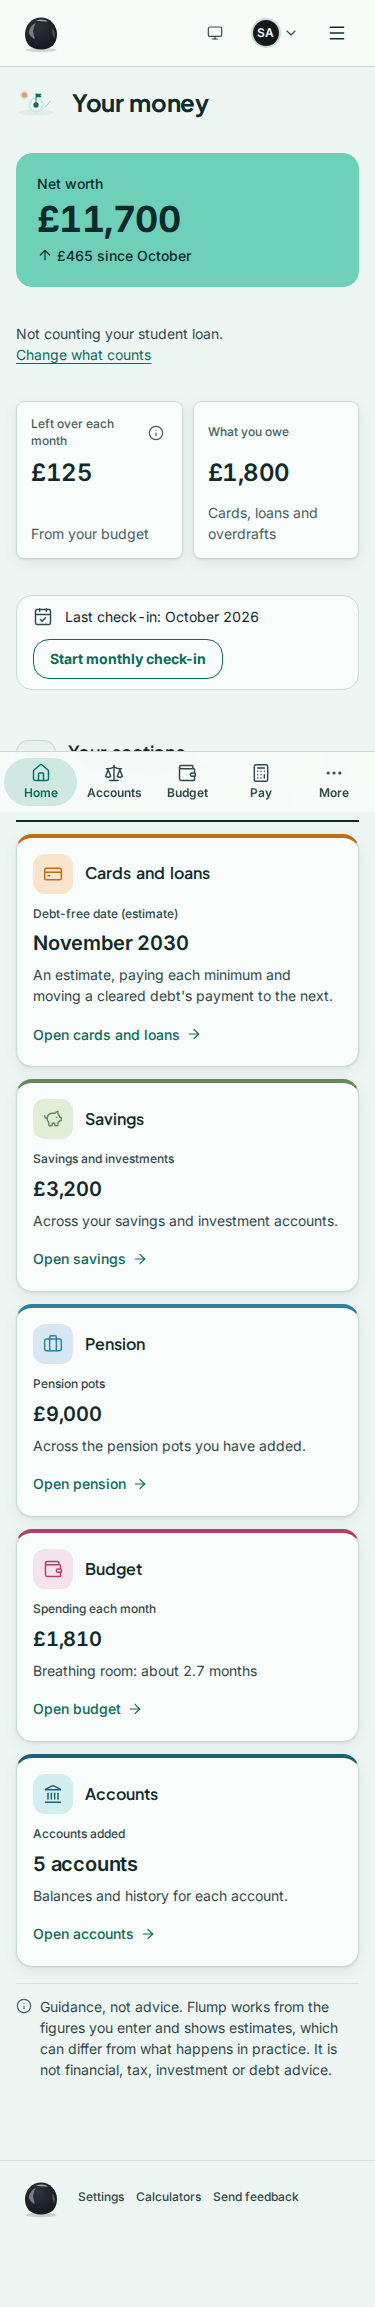 SA
Your money
Net worth
£11,700
↑ £465 since October
Not counting your student loan.
Change what counts
Left over each
month
£125
From your budget
What you owe
£1,800
Cards, loans and
overdrafts
Last check-in: October 2026
Start monthly check-in
Your sections
Home
Accounts
Budget
Pay
More
Cards and loans
Debt-free date (estimate)
November 2030
An estimate, paying each minimum and
moving a cleared debt's payment to the next.
Open cards and loans →
Savings
Savings and investments
£3,200
Across your savings and investment accounts.
Open savings →
Pension
Pension pots
£9,000
Across the pension pots you have added.
Open pension →
Budget
Spending each month
£1,810
Breathing room: about 2.7 months
Open budget →
Accounts
Accounts added
5 accounts
Balances and history for each account.
Open accounts →
Guidance, not advice. Flump works from the
figures you enter and shows estimates, which
can differ from what happens in practice. It is
not financial, tax, investment or debt advice.
Settings
Calculators
Send feedback